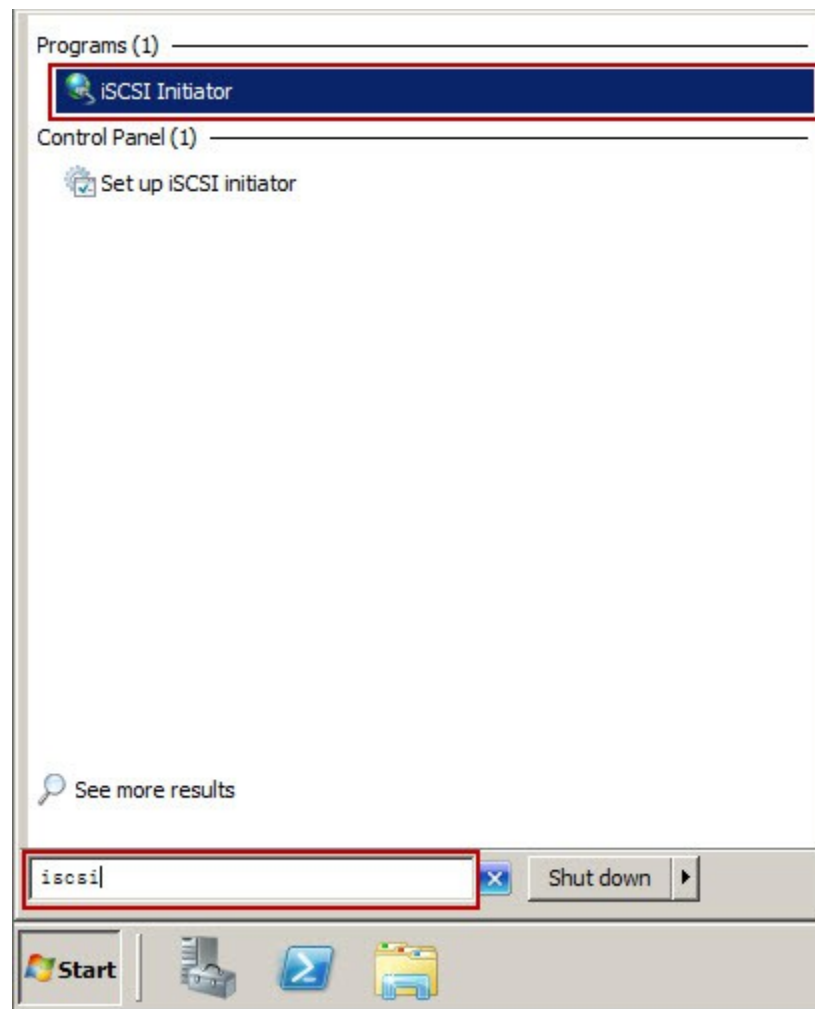 Programs (1)
iSCSI Initiator
Control Panel (1)
Set up iSCSI initiator
See more results
iscsi
Shut down
Start